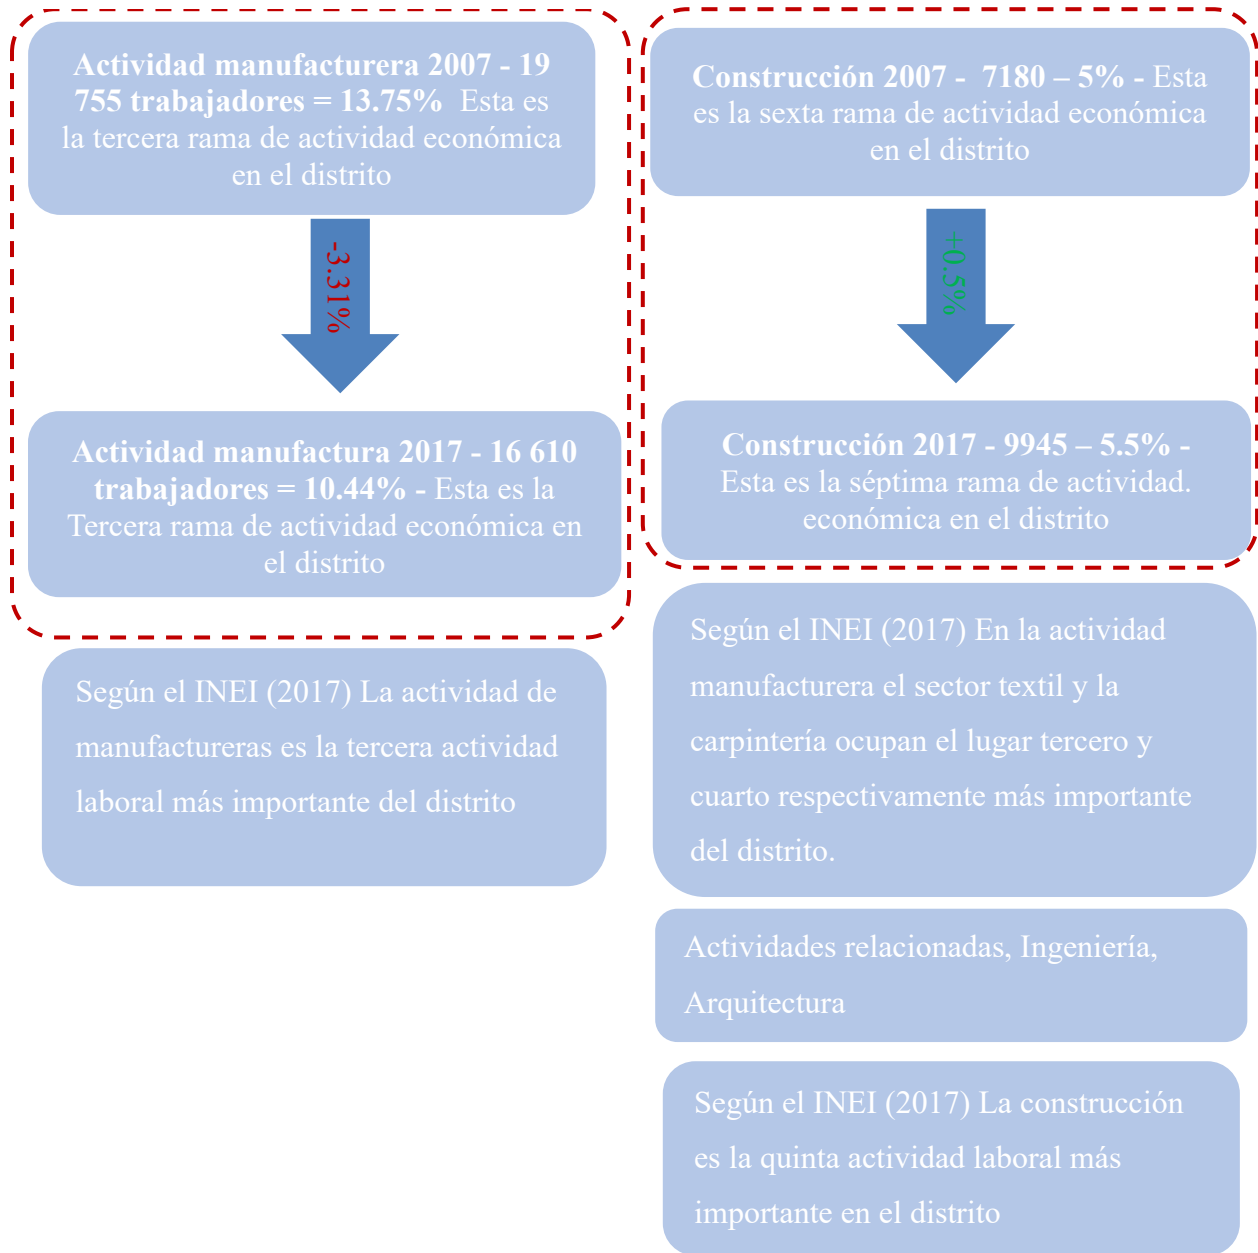 Actividad manufacturera 2007 - 19
755 trabajadores = 13.75% Esta es
la tercera rama de actividad económica
en el distrito
-3.31%
Actividad manufactura 2017 - 16 610
trabajadores = 10.44% - Esta es la
Tercera rama de actividad económica en
el distrito
Según el INEI (2017) La actividad de
manufactureras es la tercera actividad
laboral más importante del distrito
Construcción 2007 - 7180 – 5% - Esta
es la sexta rama de actividad económica
en el distrito
+0.5%
Construcción 2017 - 9945 – 5.5% -
Esta es la séptima rama de actividad.
económica en el distrito
Según el INEI (2017) En la actividad
manufacturera el sector textil y la
carpintería ocupan el lugar tercero y
cuarto respectivamente más importante
del distrito.
Actividades relacionadas, Ingeniería,
Arquitectura
Según el INEI (2017) La construcción
es la quinta actividad laboral más
importante en el distrito